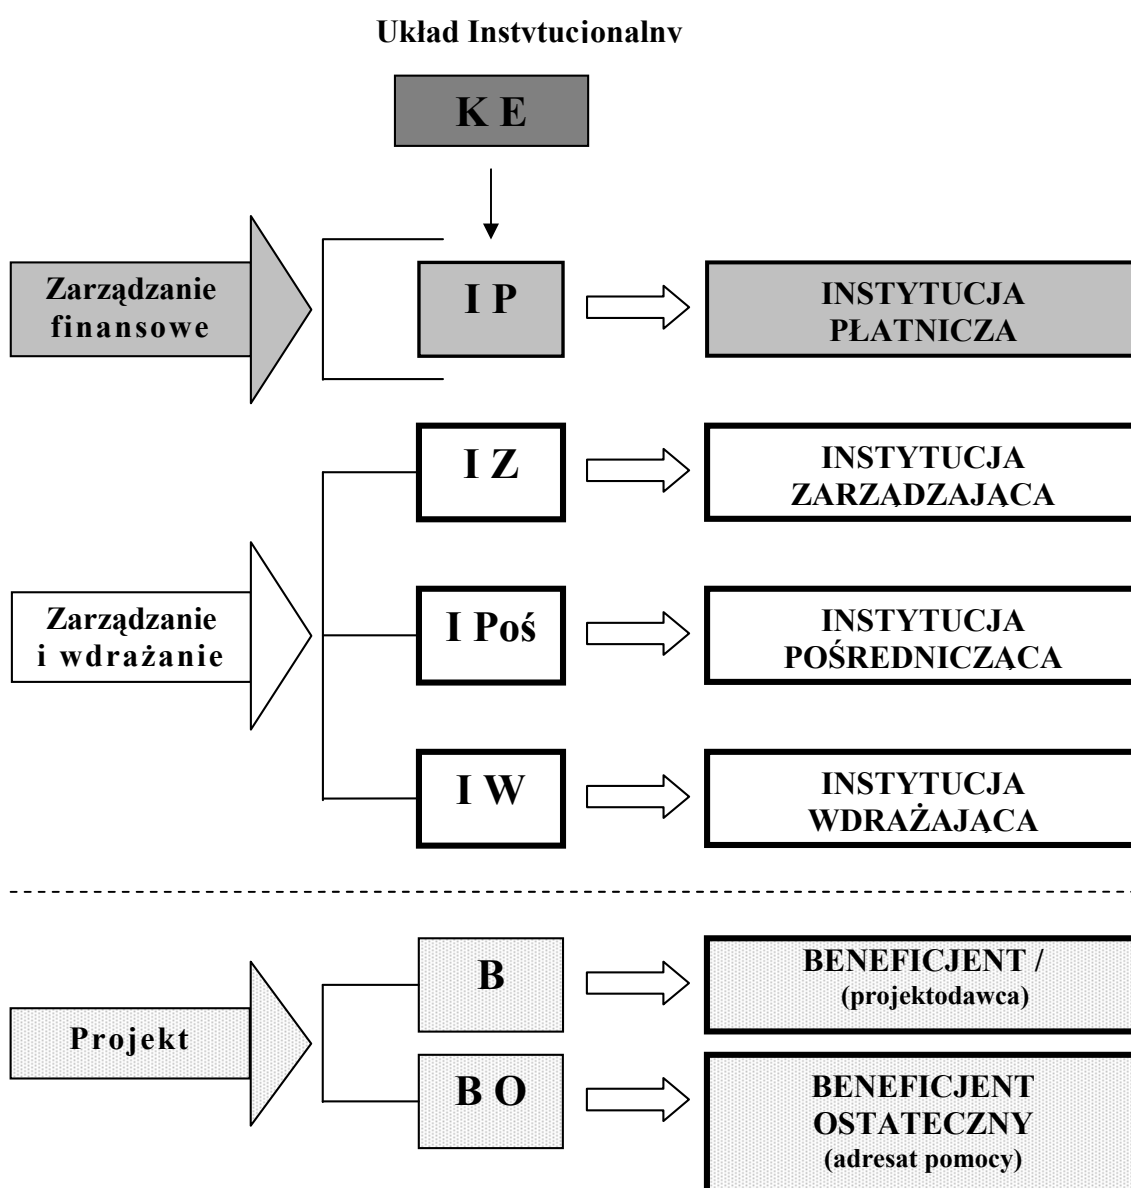 Układ Instytucjonalny
K E
Zarządzanie
finansowe
I P
INSTYTUCJA
PŁATNICZA
I Z
INSTYTUCJA
ZARZĄDZAJĄCA
Zarządzanie
i wdrażanie
I Poś
INSTYTUCJA
POŚREDNICZĄCA
I W
INSTYTUCJA
WDRAŻAJĄCA
Projekt
B
BENEFICJENT /
(projektodawca)
B O
BENEFICJENT
OSTATECZNY
(adresat pomocy)